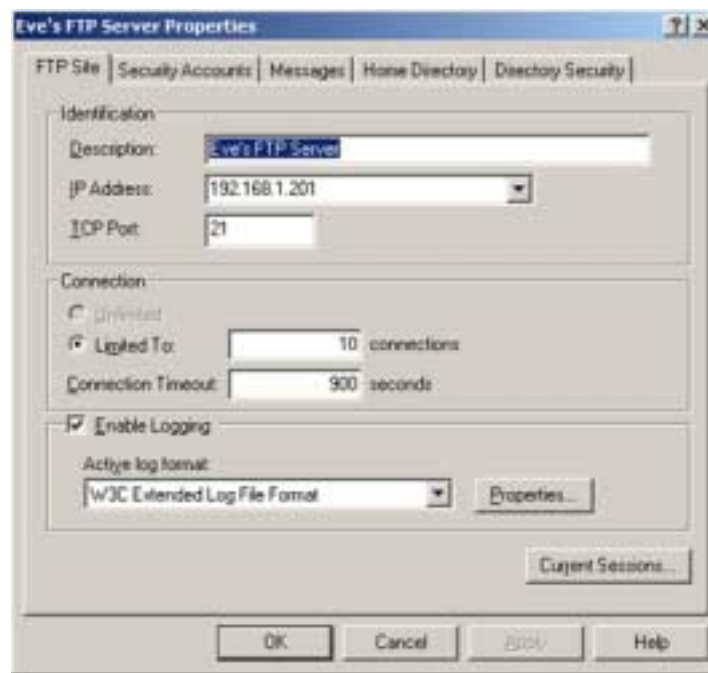 Eve's FTP Server Properties
FTP Site Security Accounts Messages Home Directory Directory Security
Identification
Description: Eve's FTP Server
IP Address: 192.168.1.201
TCP Port: 21
Connection
Unlimited
Limited To: 10 connections
Connection Timeout: 900 seconds
Enable Logging
Active log format:
W3C Extended Log File Format Properties...
Current Sessions...
OK Cancel Apply Help